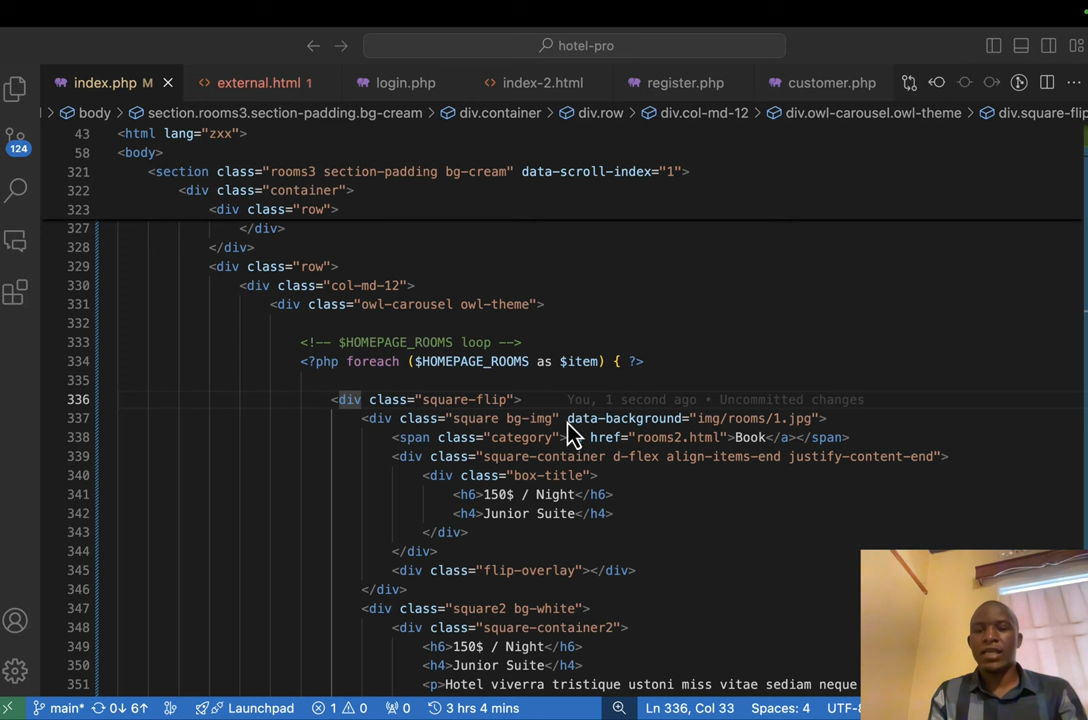 hotel-pro
index.php M
external.html 1
login.php
index-2.html
register.php
customer.php
body > section.rooms3.section-padding.bg-cream > div.container > div.row > div.col-md-12 > div.owl-carousel.owl-theme > div.square-flip
43 <html lang="zxx">
58 <body>
321 <section class="rooms3 section-padding bg-cream" data-scroll-index="1">
322 <div class="container">
323 <div class="row">
327 </div>
328 </div>
329 <div class="row">
330 <div class="col-md-12">
331 <div class="owl-carousel owl-theme">
332
333 <!-- $HOMEPAGE_ROOMS loop -->
334 <?php foreach ($HOMEPAGE_ROOMS as $item) { ?>
335
336 <div class="square-flip"> You, 1 second ago • Uncommitted changes
337 <div class="square bg-img" data-background="img/rooms/1.jpg">
338 <span class="category"> href="rooms2.html">Book</a></span>
339 <div class="square-container d-flex align-items-end justify-content-end">
340 <div class="box-title">
341 <h6>150$ / Night</h6>
342 <h4>Junior Suite</h4>
343 </div>
344 </div>
345 <div class="flip-overlay"></div>
346 </div>
347 <div class="square2 bg-white">
348 <div class="square-container2">
349 <h6>150$ / Night</h6>
350 <h4>Junior Suite</h4>
351 <p>Hotel viverra tristique ustoni miss vitae sediam neque
124
main* 0↓ 6↑ Launchpad 1 0 0 3 hrs 4 mins Ln 336, Col 33 Spaces: 4 UTF-8